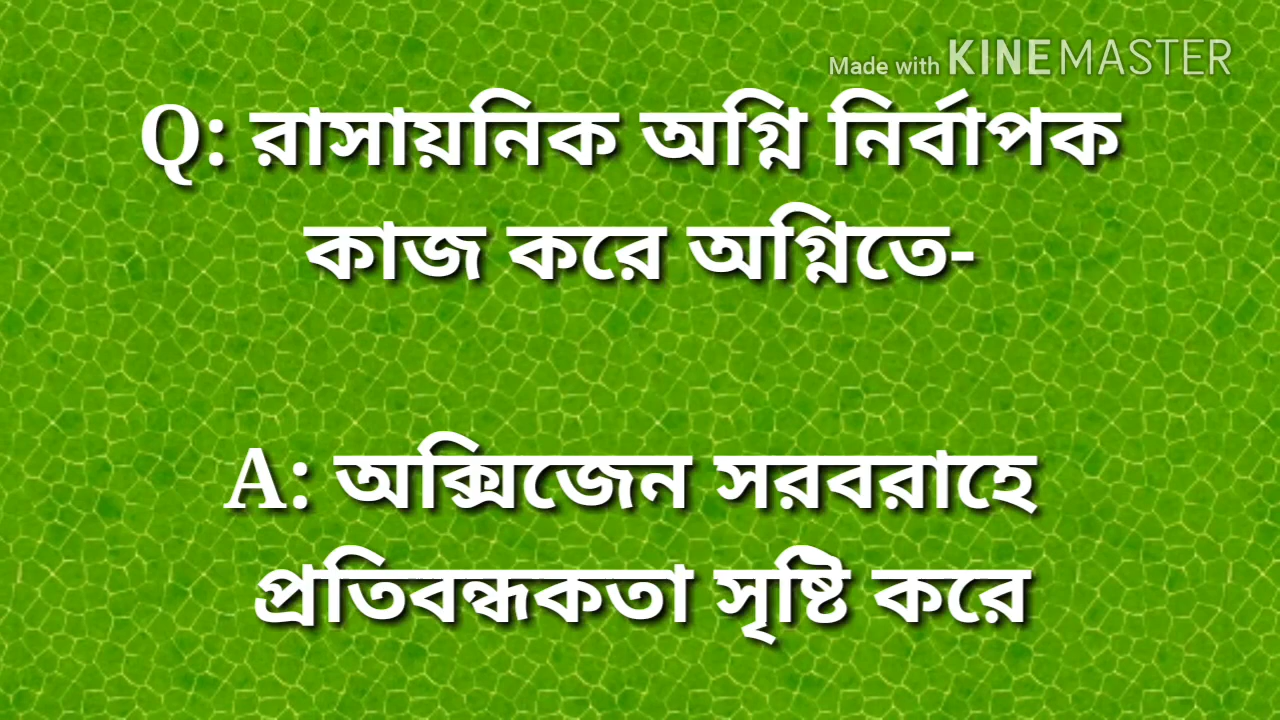 Made with KINEMASTER
Q: রাসায়নিক অগ্নি নির্বাপক
কাজ করে অগ্নিতে-
A: অক্সিজেন সরবরাহে
প্রতিবন্ধকতা সৃষ্টি করে